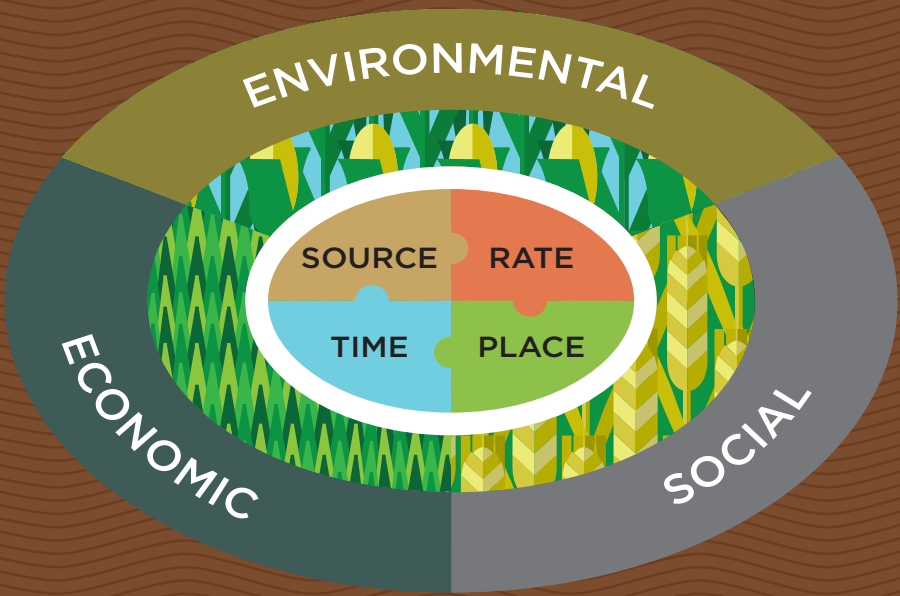 ENVIRONMENTAL
SOURCE
RATE
TIME
PLACE
ECONOMIC
SOCIAL